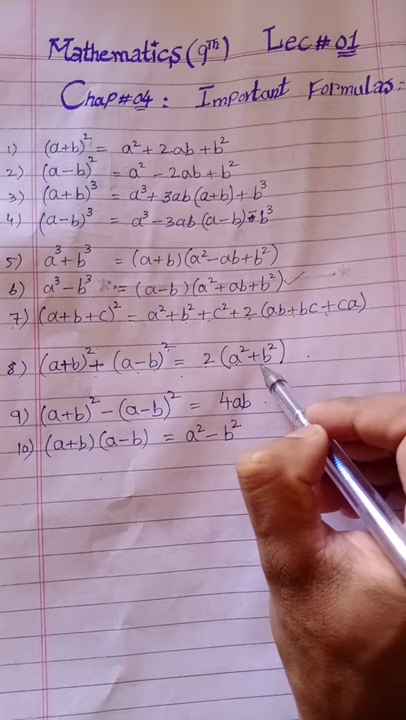 Mathematics (9th) Lec # 01
Chap # 04 : Important Formulas :
1) (a+b)² = a² + 2ab + b²
2) (a-b)² = a² - 2ab + b²
3) (a+b)³ = a³ + 3ab(a+b) + b³
4) (a-b)³ = a³ - 3ab(a-b) - b³
5) a³ + b³ = (a+b)(a² - ab + b²)
6) a³ - b³ = (a-b)(a² + ab + b²)
7) (a+b+c)² = a² + b² + c² + 2(ab + bc + ca)
8) (a+b)² + (a-b)² = 2(a² + b²)
9) (a+b)² - (a-b)² = 4ab
10) (a+b)(a-b) = a² - b²